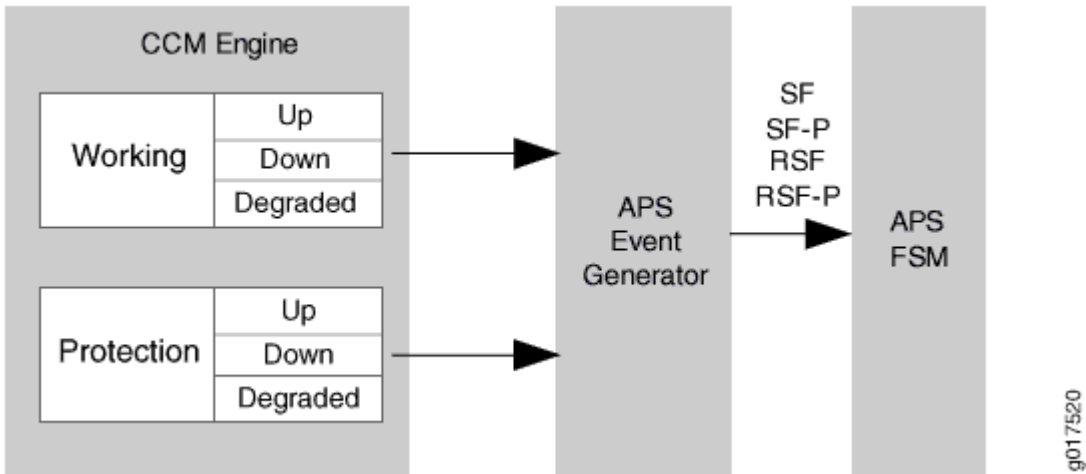 CCM Engine
Working
Up
Down
Degraded
Protection
Up
Down
Degraded
APS
Event
Generator
SF
SF-P
RSF
RSF-P
APS
FSM
g017520